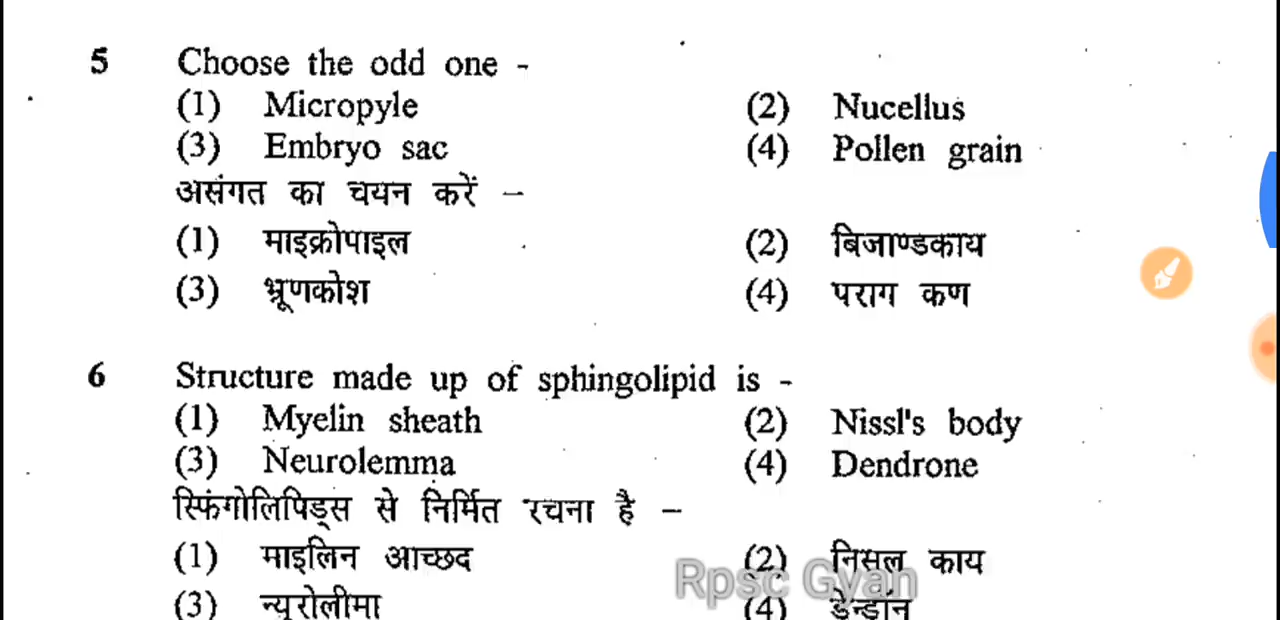 5 Choose the odd one -
(1) Micropyle (2) Nucellus
(3) Embryo sac (4) Pollen grain
असंगत का चयन करें –
(1) माइक्रोपाइल (2) बिजाण्डकाय
(3) भ्रूणकोश (4) पराग कण
6 Structure made up of sphingolipid is -
(1) Myelin sheath (2) Nissl's body
(3) Neurolemma (4) Dendrone
स्फिंगोलिपिड्स से निर्मित रचना है –
(1) माइलिन आच्छद (2) निसल काय
Rpsc Gyan
(3) न्यूरोलीमा (4) डेन्ड्रॉन